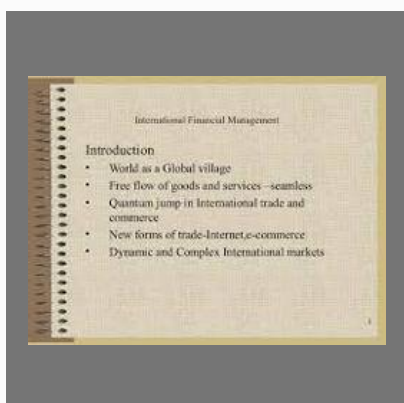 International Financial Management
Introduction
• World as a Global village
• Free flow of goods and services –seamless
• Quantum jump in International trade and
commerce
• New forms of trade-Internet,e-commerce
• Dynamic and Complex International markets
1